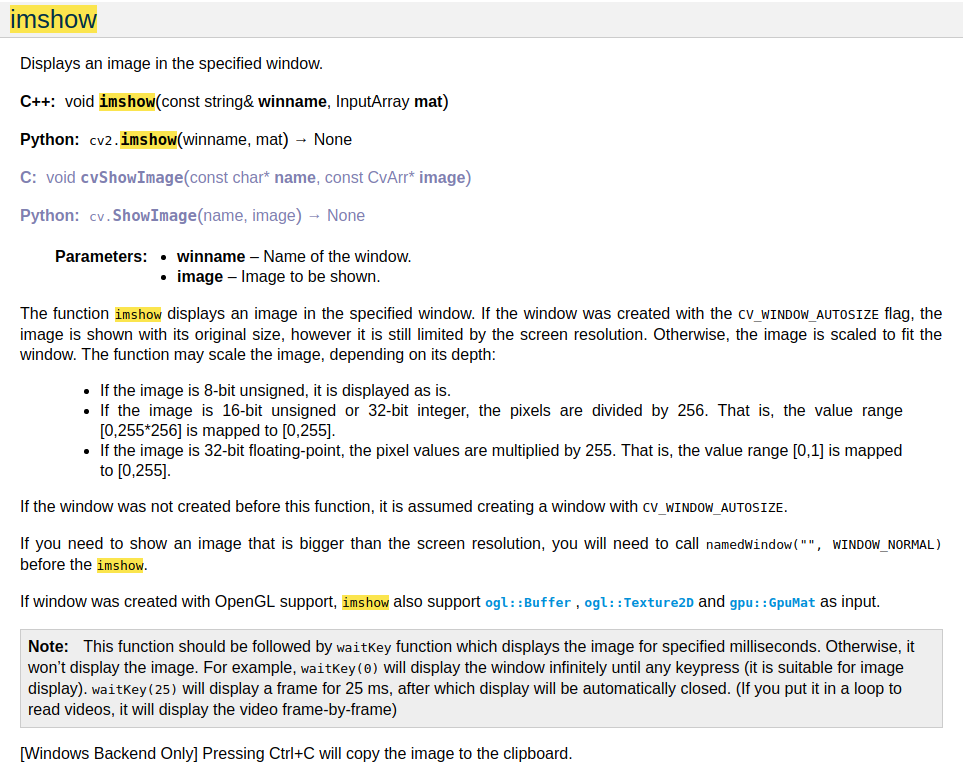 imshow
Displays an image in the specified window.
C++: void imshow(const string& winname, InputArray mat)
Python: cv2.imshow(winname, mat) → None
C: void cvShowImage(const char* name, const CvArr* image)
Python: cv.ShowImage(name, image) → None
Parameters: • winname – Name of the window.
• image – Image to be shown.
The function imshow displays an image in the specified window. If the window was created with the CV_WINDOW_AUTOSIZE flag, the
image is shown with its original size, however it is still limited by the screen resolution. Otherwise, the image is scaled to fit the
window. The function may scale the image, depending on its depth:
• If the image is 8-bit unsigned, it is displayed as is.
• If the image is 16-bit unsigned or 32-bit integer, the pixels are divided by 256. That is, the value range
[0,255*256] is mapped to [0,255].
• If the image is 32-bit floating-point, the pixel values are multiplied by 255. That is, the value range [0,1] is mapped
to [0,255].
If the window was not created before this function, it is assumed creating a window with CV_WINDOW_AUTOSIZE.
If you need to show an image that is bigger than the screen resolution, you will need to call namedWindow("", WINDOW_NORMAL)
before the imshow.
If window was created with OpenGL support, imshow also support ogl::Buffer , ogl::Texture2D and gpu::GpuMat as input.
Note: This function should be followed by waitKey function which displays the image for specified milliseconds. Otherwise, it
won’t display the image. For example, waitKey(0) will display the window infinitely until any keypress (it is suitable for image
display). waitKey(25) will display a frame for 25 ms, after which display will be automatically closed. (If you put it in a loop to
read videos, it will display the video frame-by-frame)
[Windows Backend Only] Pressing Ctrl+C will copy the image to the clipboard.